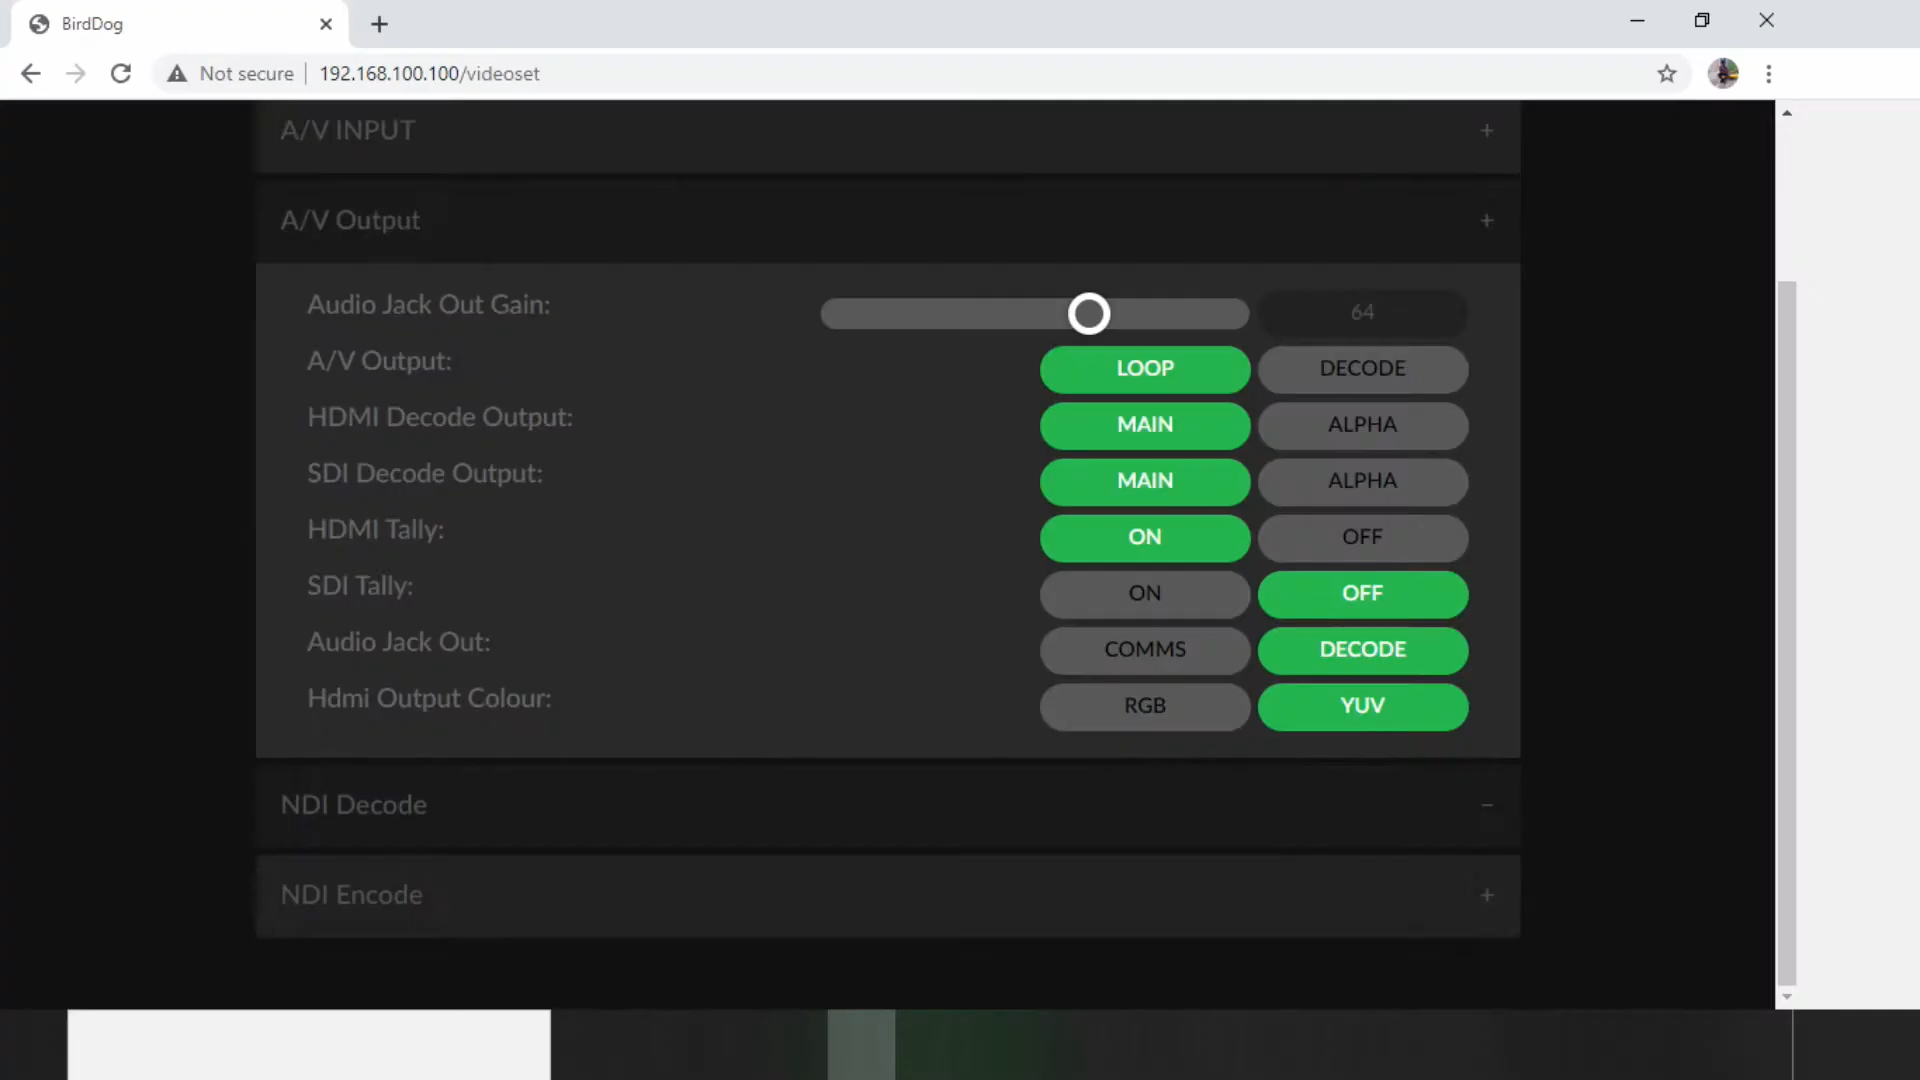 BirdDog
Not secure 192.168.100.100/videoset
A/V INPUT +
A/V Output +
Audio Jack Out Gain: 64
A/V Output: LOOP DECODE
HDMI Decode Output: MAIN ALPHA
SDI Decode Output: MAIN ALPHA
HDMI Tally: ON OFF
SDI Tally: ON OFF
Audio Jack Out: COMMS DECODE
Hdmi Output Colour: RGB YUV
NDI Decode −
NDI Encode +